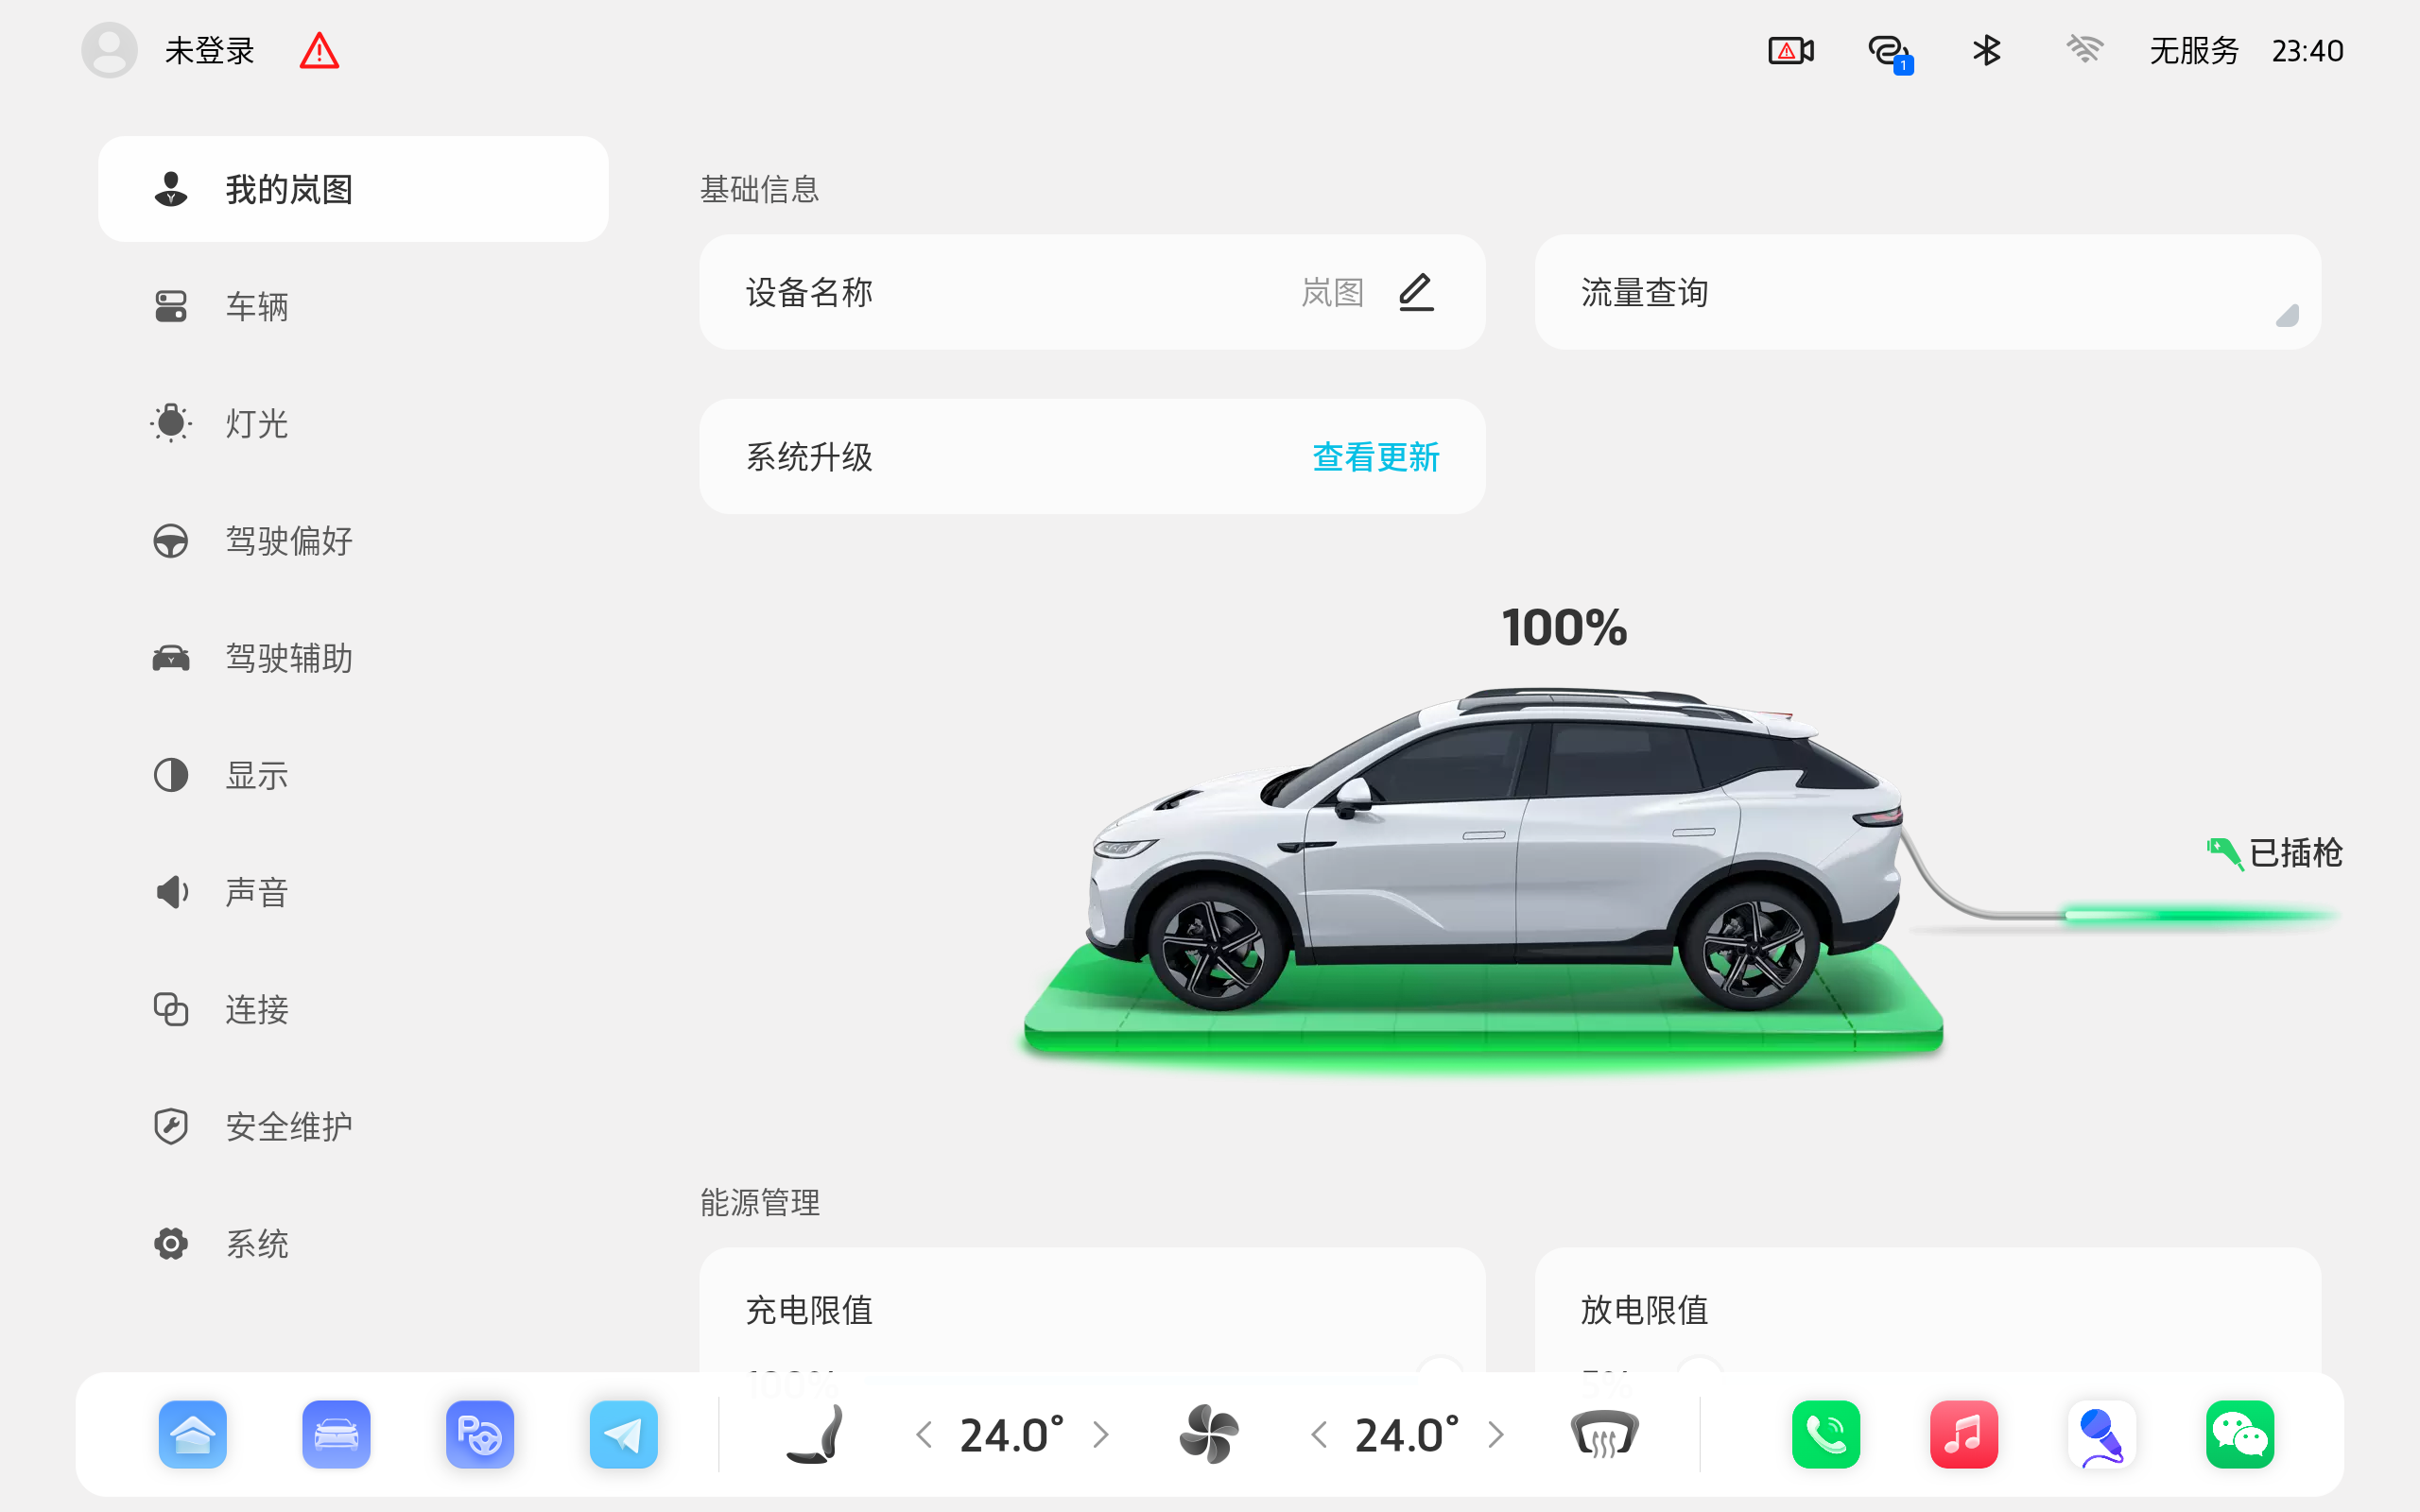 未登录
1
无服务
23:40
我的岚图
车辆
灯光
驾驶偏好
驾驶辅助
显示
声音
连接
安全维护
系统
基础信息
设备名称
岚图
流量查询
系统升级
查看更新
100%
已插枪
能源管理
充电限值
100%
放电限值
5%
24.0°
24.0°